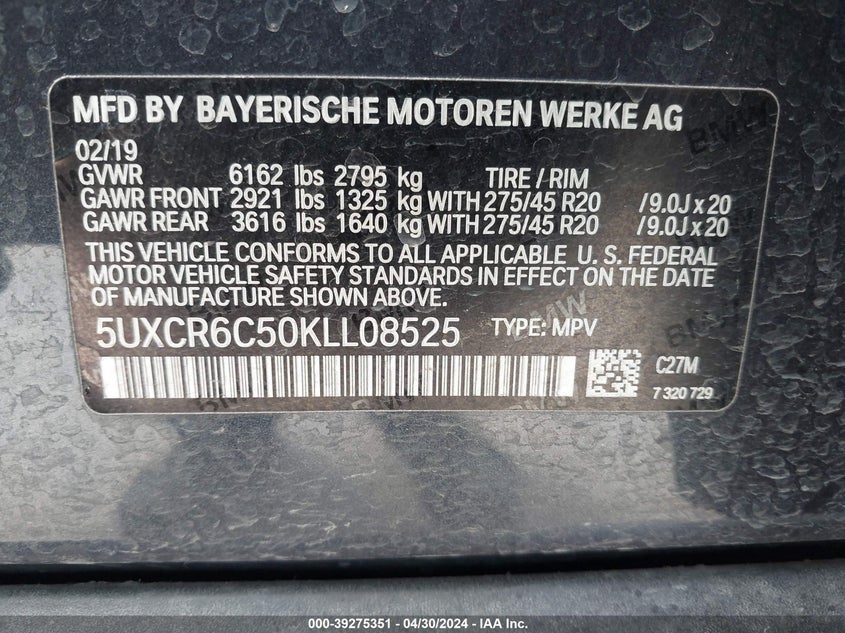 MFD BY BAYERISCHE MOTOREN WERKE AG
02/19
GVWR 6162 lbs 2795 kg TIRE / RIM
GAWR FRONT 2921 lbs 1325 kg WITH 275/45 R20 /9.0J x 20
GAWR REAR 3616 lbs 1640 kg WITH 275/45 R20 /9.0J x 20
THIS VEHICLE CONFORMS TO ALL APPLICABLE U. S. FEDERAL
MOTOR VEHICLE SAFETY STANDARDS IN EFFECT ON THE DATE
OF MANUFACTURE SHOWN ABOVE.
5UXCR6C50KLL08525 TYPE: MPV
C27M
7 320 729
BMW
BMW
000-39275351 | 04/30/2024 - IAA Inc.